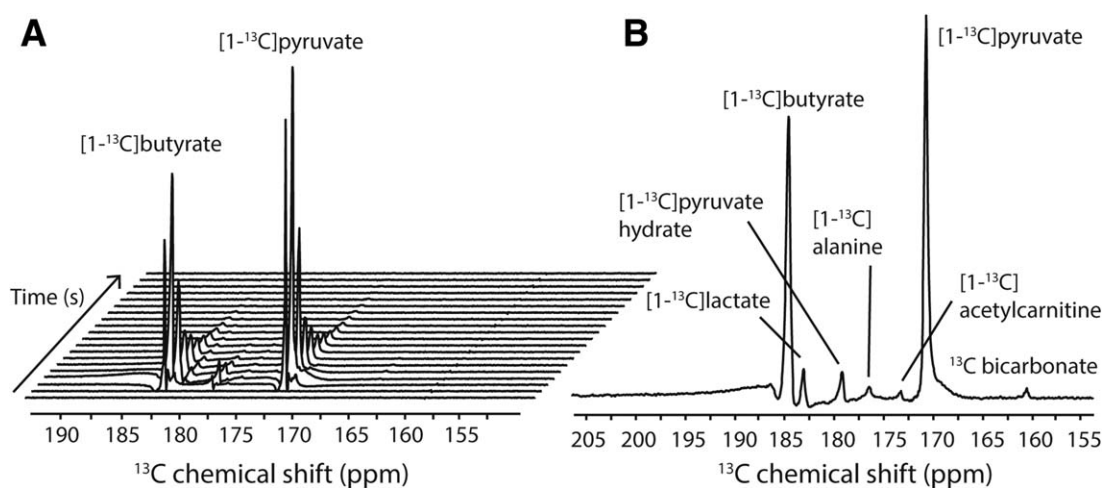 A
[1-¹³C]pyruvate
[1-¹³C]butyrate
Time (s)
190 185 180 170 165 160 155
¹³C chemical shift (ppm)
B
[1-¹³C]pyruvate
[1-¹³C]butyrate
[1-¹³C]pyruvate
hydrate
[1-¹³C]
alanine
[1-¹³C]lactate
[1-¹³C]
acetylcarnitine
¹³C bicarbonate
205 200 195 190 185 180 175 170 165 155
¹³C chemical shift (ppm)